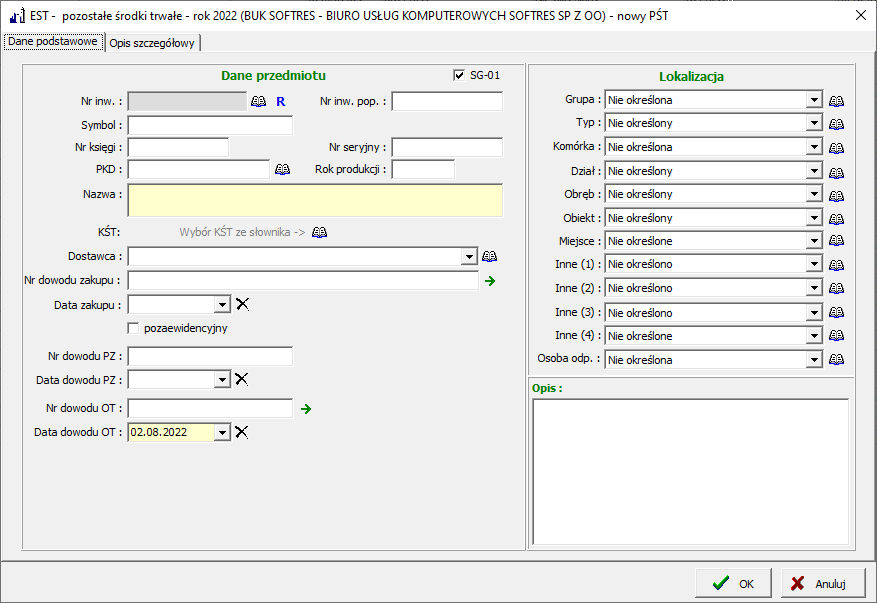 EST - pozostałe środki trwałe - rok 2022 (BUK SOFTRES - BIURO USŁUG KOMPUTEROWYCH SOFTRES SP Z OO) - nowy PŚT
Dane podstawowe
Opis szczegółowy
Dane przedmiotu
SG-01
Nr inw. :
R
Nr inw. pop. :
Symbol :
Nr księgi :
Nr seryjny :
PKD :
Rok produkcji :
Nazwa :
KŚT:
Wybór KŚT ze słownika ->
Dostawca :
Nr dowodu zakupu :
Data zakupu :
pozaewidencyjny
Nr dowodu PZ :
Data dowodu PZ :
Nr dowodu OT :
Data dowodu OT :
02.08.2022
Lokalizacja
Grupa : Nie określona
Typ : Nie określony
Komórka : Nie określona
Dział : Nie określony
Obręb : Nie określony
Obiekt : Nie określony
Miejsce : Nie określone
Inne (1) : Nie określono
Inne (2) : Nie określono
Inne (3) : Nie określono
Inne (4) : Nie określone
Osoba odp. : Nie określona
Opis :
OK
Anuluj